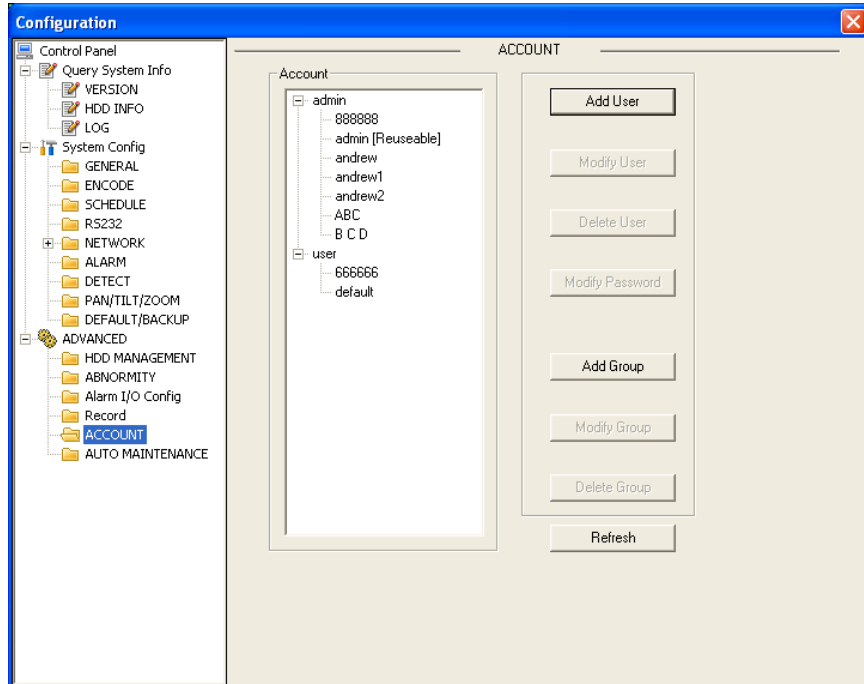 Configuration
Control Panel
Query System Info
VERSION
HDD INFO
LOG
System Config
GENERAL
ENCODE
SCHEDULE
RS232
NETWORK
ALARM
DETECT
PAN/TILT/ZOOM
DEFAULT/BACKUP
ADVANCED
HDD MANAGEMENT
ABNORMITY
Alarm I/O Config
Record
ACCOUNT
AUTO MAINTENANCE
ACCOUNT
Account
admin
888888
admin [Reuseable]
andrew
andrew1
andrew2
ABC
B C D
user
666666
default
Add User
Modify User
Delete User
Modify Password
Add Group
Modify Group
Delete Group
Refresh